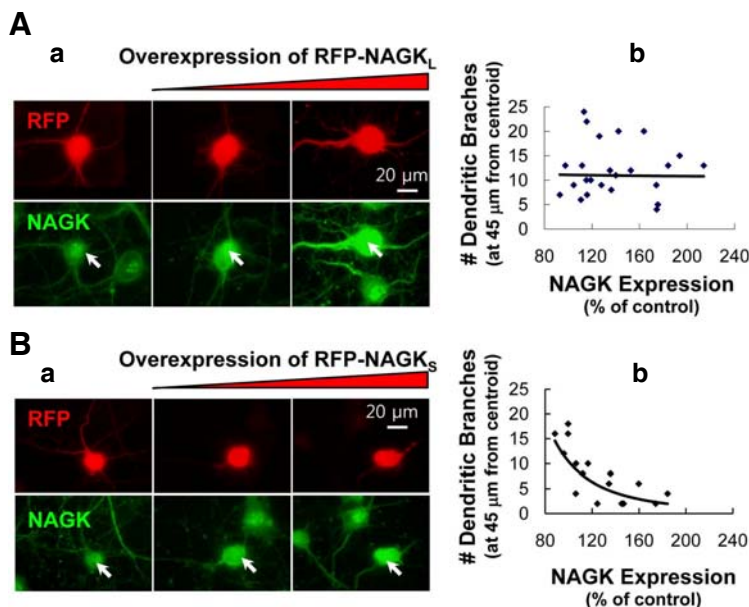 A
a
Overexpression of RFP-NAGKL
RFP
20 µm
NAGK
b
# Dendritic Braches
(at 45 µm from centroid)
25
20
15
10
5
0
80 120 160 200 240
NAGK Expression
(% of control)
B
a
Overexpression of RFP-NAGKS
RFP
20 µm
NAGK
b
# Dendritic Branches
(at 45 µm from centroid)
25
20
15
10
5
0
80 120 160 200 240
NAGK Expression
(% of control)